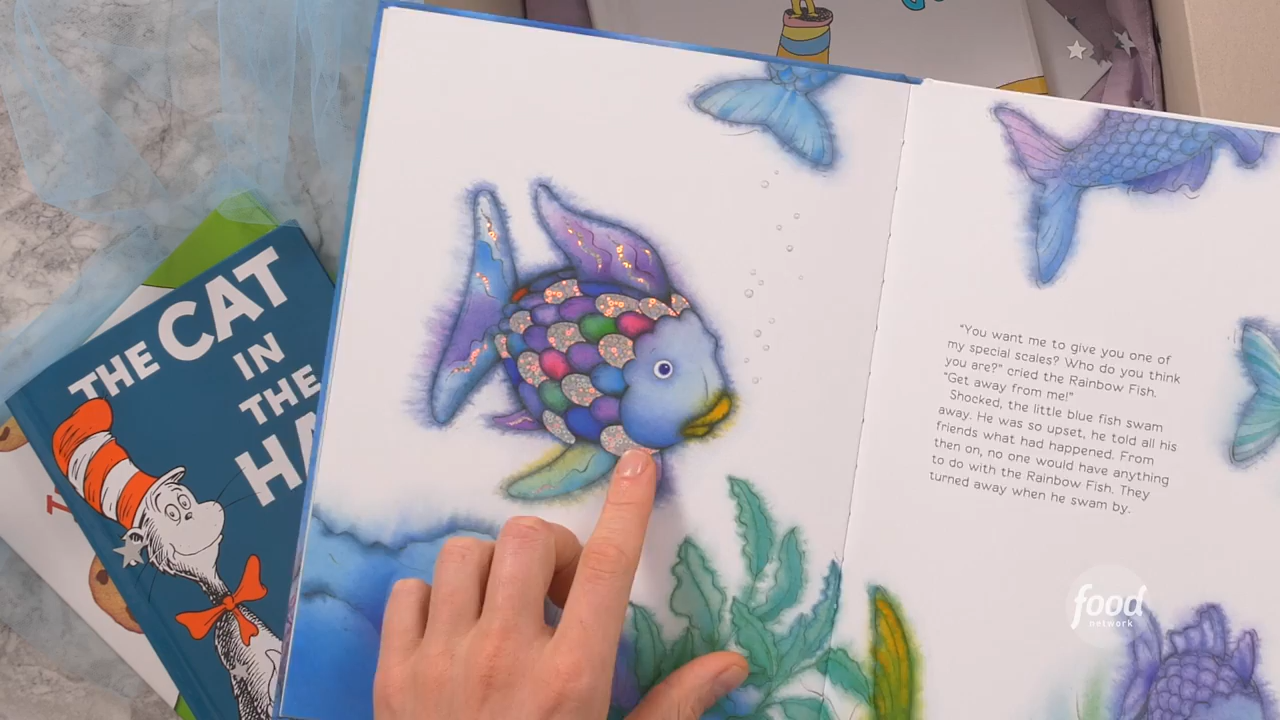 THE CAT
IN
THE
HA
"You want me to give you one of
my special scales? Who do you think
you are?" cried the Rainbow Fish.
"Get away from me!"
Shocked, the little blue fish swam
away. He was so upset, he told all his
friends what had happened. From
then on, no one would have anything
to do with the Rainbow Fish. They
turned away when he swam by.
food
network